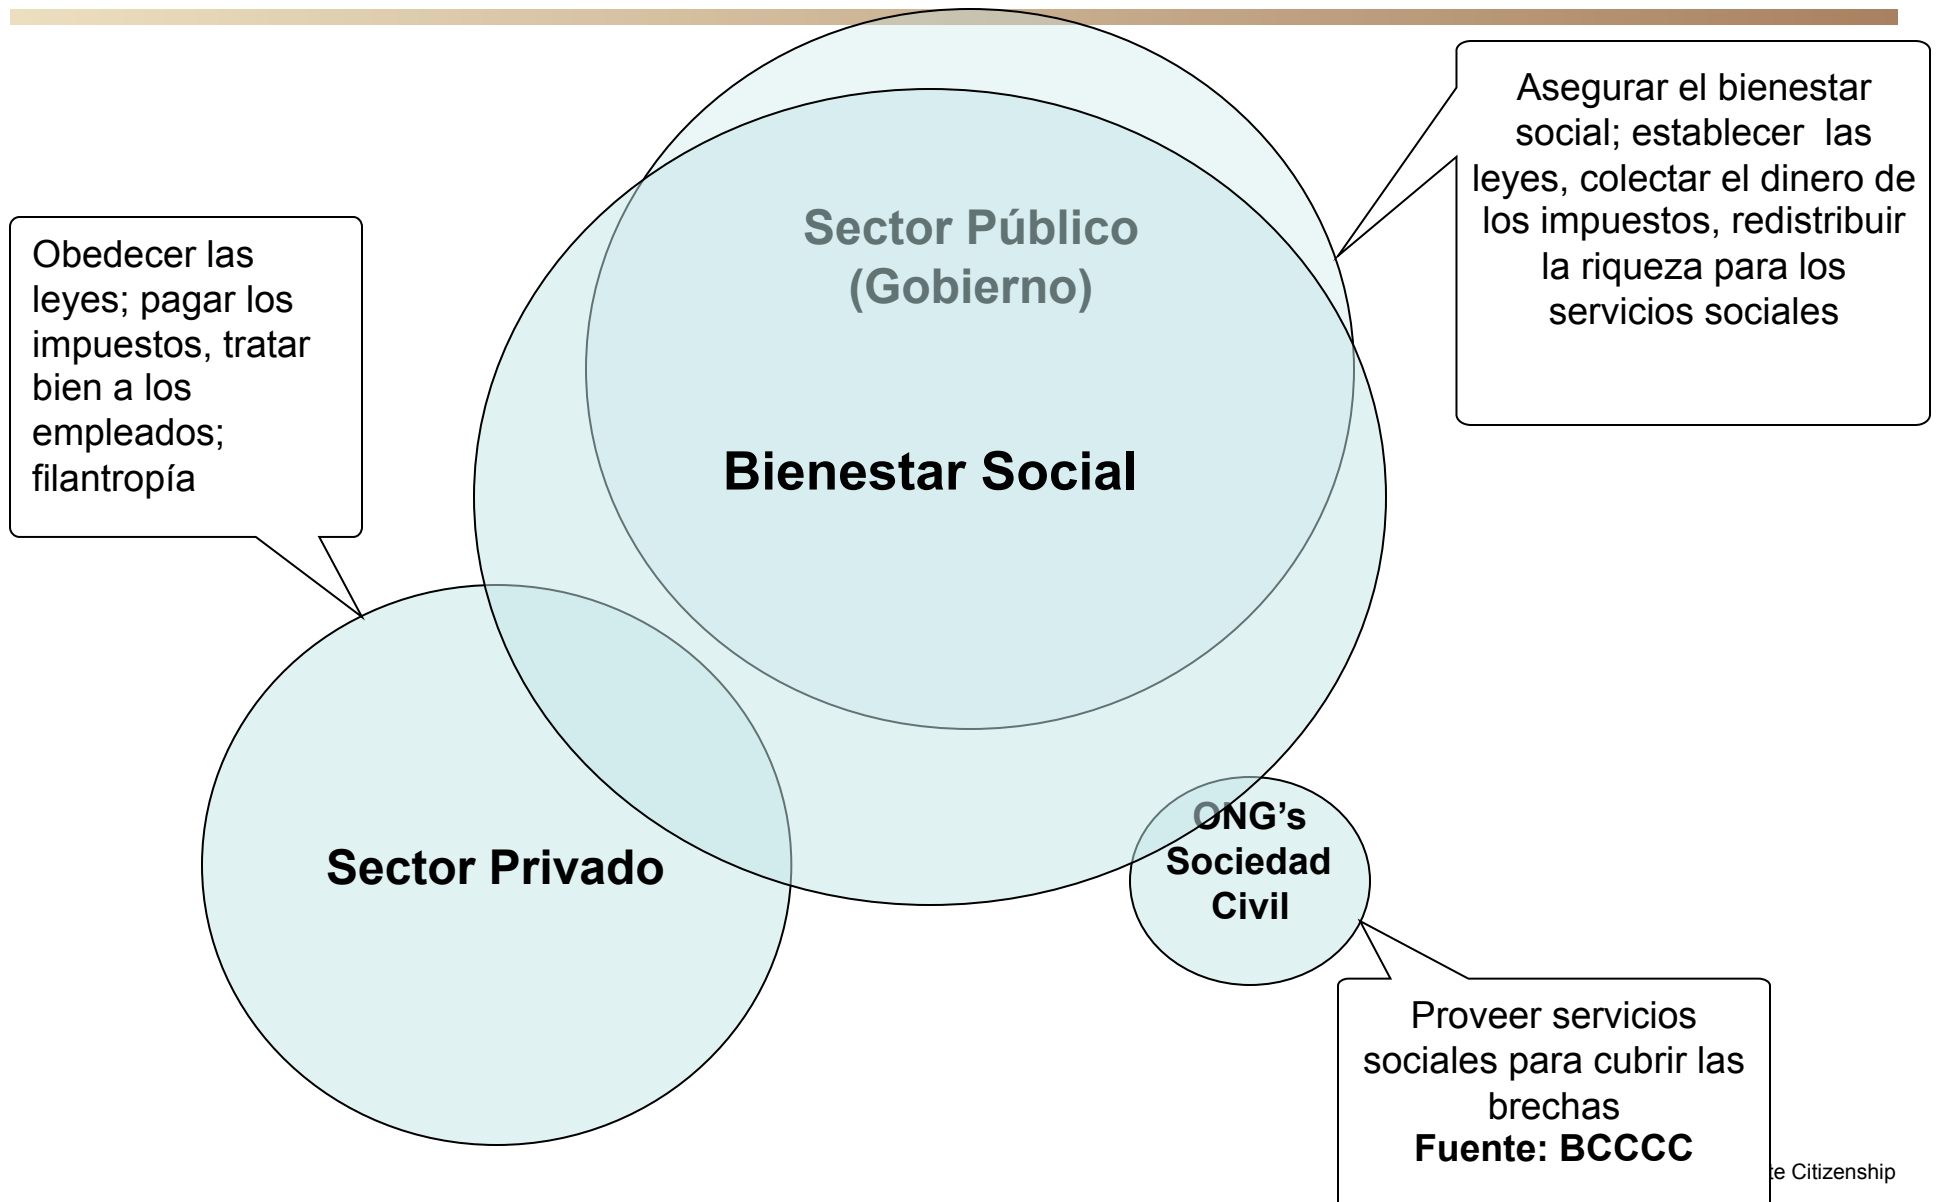 Asegurar el bienestar
social; establecer las
leyes, colectar el dinero de
los impuestos, redistribuir
la riqueza para los
servicios sociales
Sector Público
(Gobierno)
Obedecer las
leyes; pagar los
impuestos, tratar
bien a los
empleados;
filantropía
Bienestar Social
Sector Privado
ONG's
Sociedad
Civil
Proveer servicios
sociales para cubrir las
brechas
Fuente: BCCCC
te Citizenship